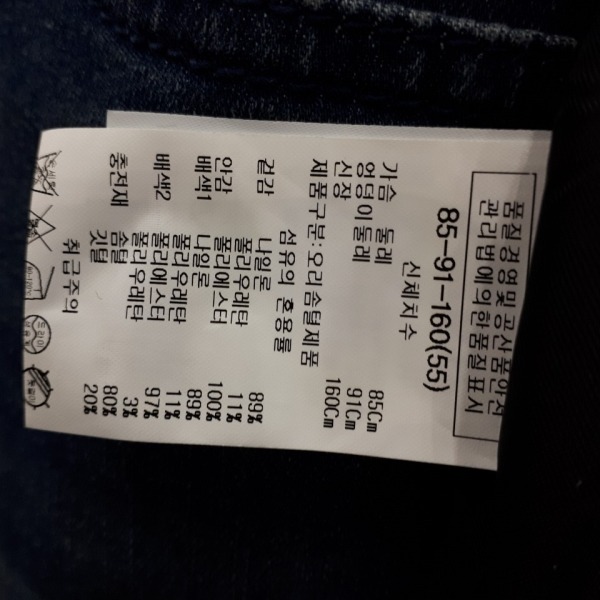 품질경영및공산품안전
관리법에의한품질표시
85-91-160(55)
신체치수
가슴 둘레 85Cm
엉덩이둘레 91Cm
신장 160Cm
제품구분: 오리솜털제품
섬유의 혼용률
겉감 나일론 89%
폴리우레탄 11%
안감 폴리에스터 100%
배색1 나일론 89%
폴리우레탄 11%
배색2 폴리에스터 97%
폴리우레탄 3%
충전재 솜털 80%
깃털 20%
취급주의
드라이